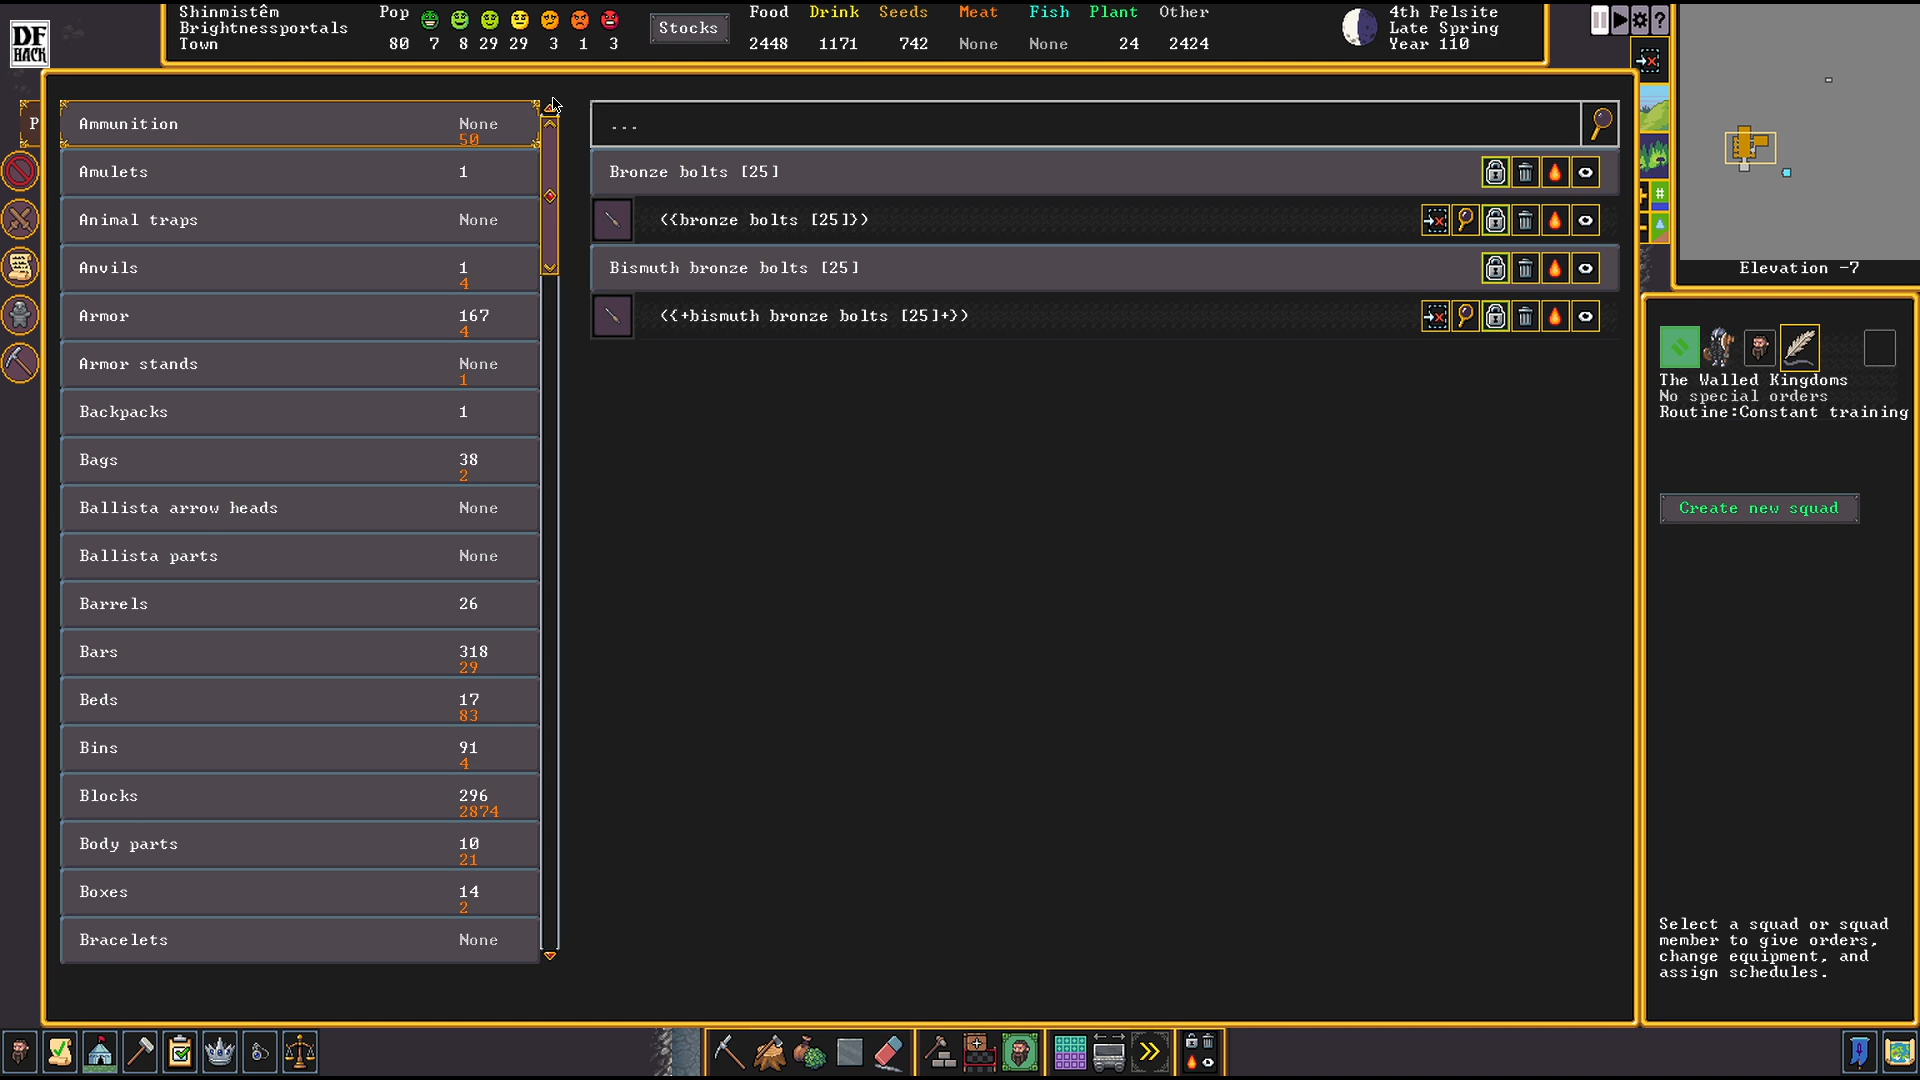 DF
HACK
Shinmistêm
Brightnessportals
Town
Pop
80 7 8 29 29 3 1 3
Stocks
Food Drink Seeds Meat Fish Plant Other
2448 1171 742 None None 24 2424
4th Felsite
Late Spring
Year 110
?
P
Ammunition None
50
Amulets 1
Animal traps None
Anvils 1
4
Armor 167
4
Armor stands None
1
Backpacks 1
Bags 38
2
Ballista arrow heads None
Ballista parts None
Barrels 26
Bars 318
29
Beds 17
83
Bins 91
4
Blocks 296
2874
Body parts 10
21
Boxes 14
2
Bracelets None
...
Bronze bolts [25]
({bronze bolts [25]})
Bismuth bronze bolts [25]
({+bismuth bronze bolts [25]+})
#
Elevation -7
The Walled Kingdoms
No special orders
Routine:Constant training
Create new squad
Select a squad or squad
member to give orders,
change equipment, and
assign schedules.